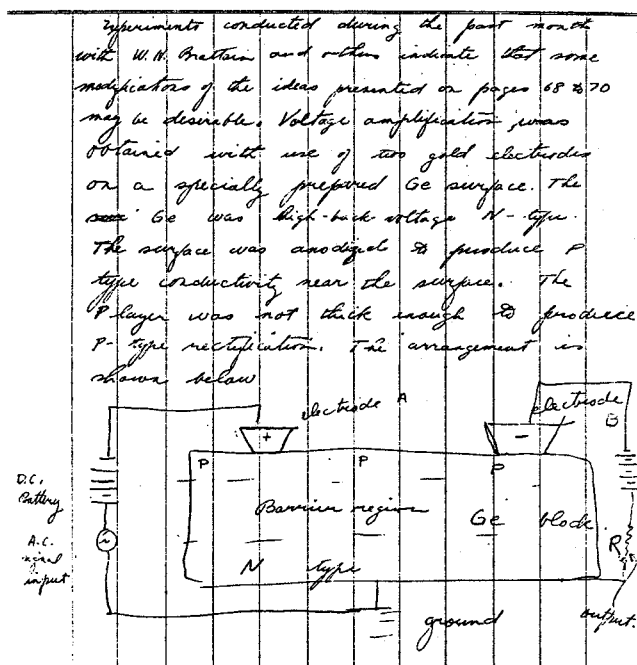 Experiments conducted during the past month
with W.H. Brattain and others indicate that some
modifications of the ideas presented on pages 68 to 70
may be desirable. Voltage amplification was
obtained with use of two gold electrodes
on a specially prepared Ge surface. The
Ge was high-back-voltage N-type.
The surface was anodized to produce P
type conductivity near the surface. The
P layer was not thick enough to produce
P-type rectification. The arrangement is
shown below
electrode A
electrode B
+
-
P
P
P
D.C.
Battery
Barrier region
Ge block
A.C.
signal
input
R
N type
ground
output.